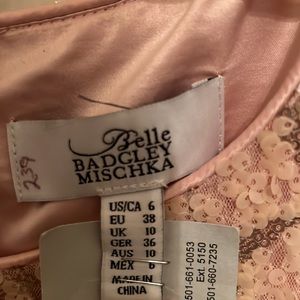 239
Belle
BADGLEY
MISCHKA
US/CA 6
EU 38
UK 10
GER 36
AUS 10
MEX 6
MADE IN
CHINA
501-661-0053
Ext. 5150
501-660-7235